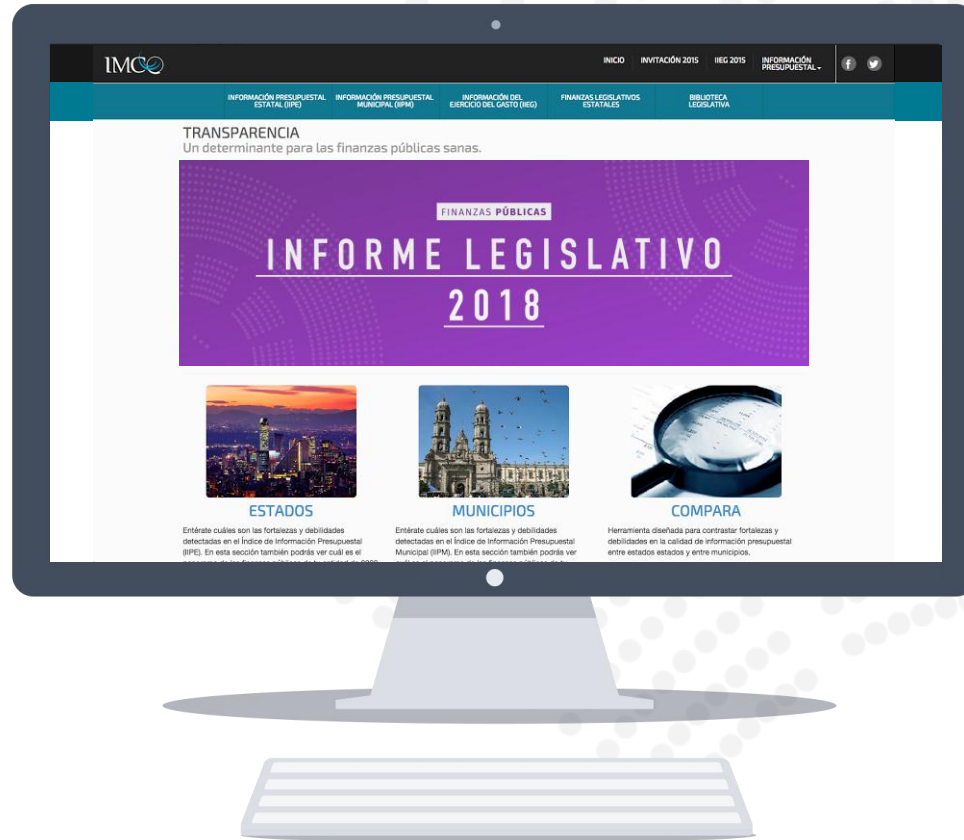 IMCO
INICIO
INVITACIÓN 2015
IIEG 2015
INFORMACIÓN
PRESUPUESTAL
INFORMACIÓN PRESUPUESTAL
ESTATAL (IIPE)
INFORMACIÓN PRESUPUESTAL
MUNICIPAL (IIPM)
INFORMACIÓN DEL
EJERCICIO DEL GASTO (IIEG)
FINANZAS LEGISLATIVOS
ESTATALES
BIBLIOTECA
LEGISLATIVA
TRANSPARENCIA
Un determinante para las finanzas públicas sanas.
FINANZAS PÚBLICAS
INFORME LEGISLATIVO
2018
ESTADOS
Entérate cuáles son las fortalezas y debilidades
detectadas en el Índice de Información Presupuestal
(IIPE). En esta sección también podrás ver cuál es el
MUNICIPIOS
Entérate cuáles son las fortalezas y debilidades
detectadas en el Índice de Información Presupuestal
Municipal (IIPM). En esta sección también podrás ver
COMPARA
Herramienta diseñada para contrastar fortalezas y
debilidades en la calidad de información presupuestal
entre estados estados y entre municipios.